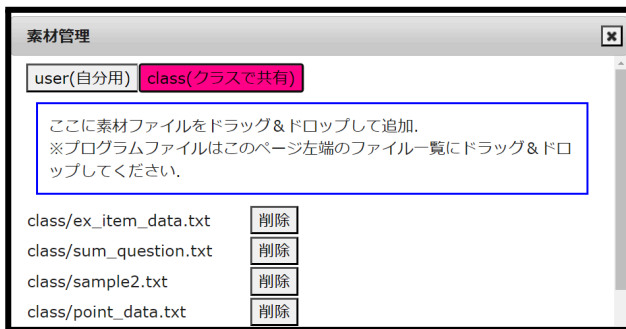 素材管理
user(自分用) class(クラスで共有)
ここに素材ファイルをドラッグ＆ドロップして追加.
※プログラムファイルはこのページ左端のファイル一覧にドラッグ＆ドロ
ップしてください.
class/ex_item_data.txt 削除
class/sum_question.txt 削除
class/sample2.txt 削除
class/point_data.txt 削除